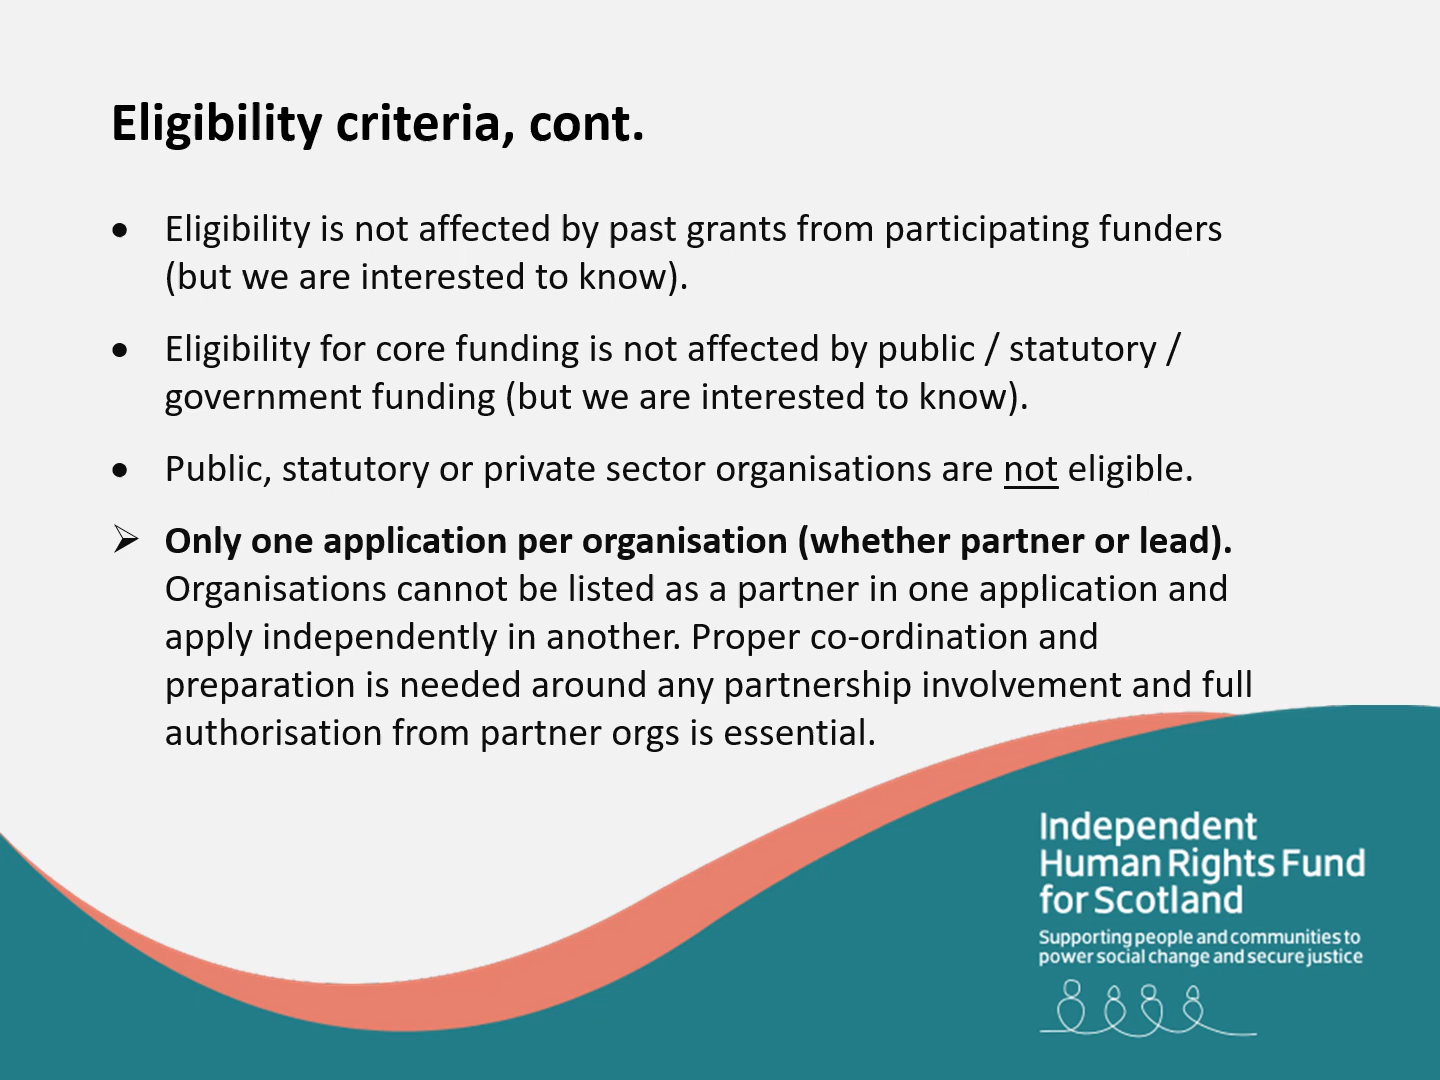 Eligibility criteria, cont.
• Eligibility is not affected by past grants from participating funders
(but we are interested to know).
• Eligibility for core funding is not affected by public / statutory /
government funding (but we are interested to know).
• Public, statutory or private sector organisations are not eligible.
➢ Only one application per organisation (whether partner or lead).
Organisations cannot be listed as a partner in one application and
apply independently in another. Proper co-ordination and
preparation is needed around any partnership involvement and full
authorisation from partner orgs is essential.
Independent
Human Rights Fund
for Scotland
Supporting people and communities to
power social change and secure justice